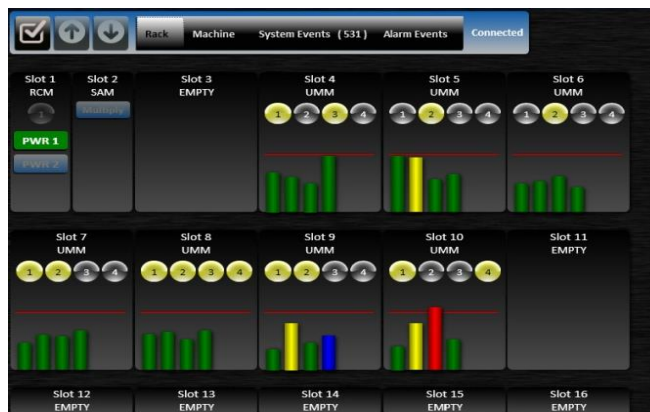 Rack Machine System Events (531) Alarm Events Connected
Slot 1 Slot 2 Slot 3 Slot 4 Slot 5 Slot 6
RCM SAM EMPTY UMM UMM UMM
1 1 2 3 4 1 2 3 4 1 2 3 4
PWR 1
PWR 2
Slot 7 Slot 8 Slot 9 Slot 10 Slot 11
UMM UMM UMM UMM EMPTY
1 2 3 4 1 2 3 4 1 2 3 4 1 2 3 4
Slot 12 Slot 13 Slot 14 Slot 15 Slot 16
EMPTY EMPTY EMPTY EMPTY EMPTY